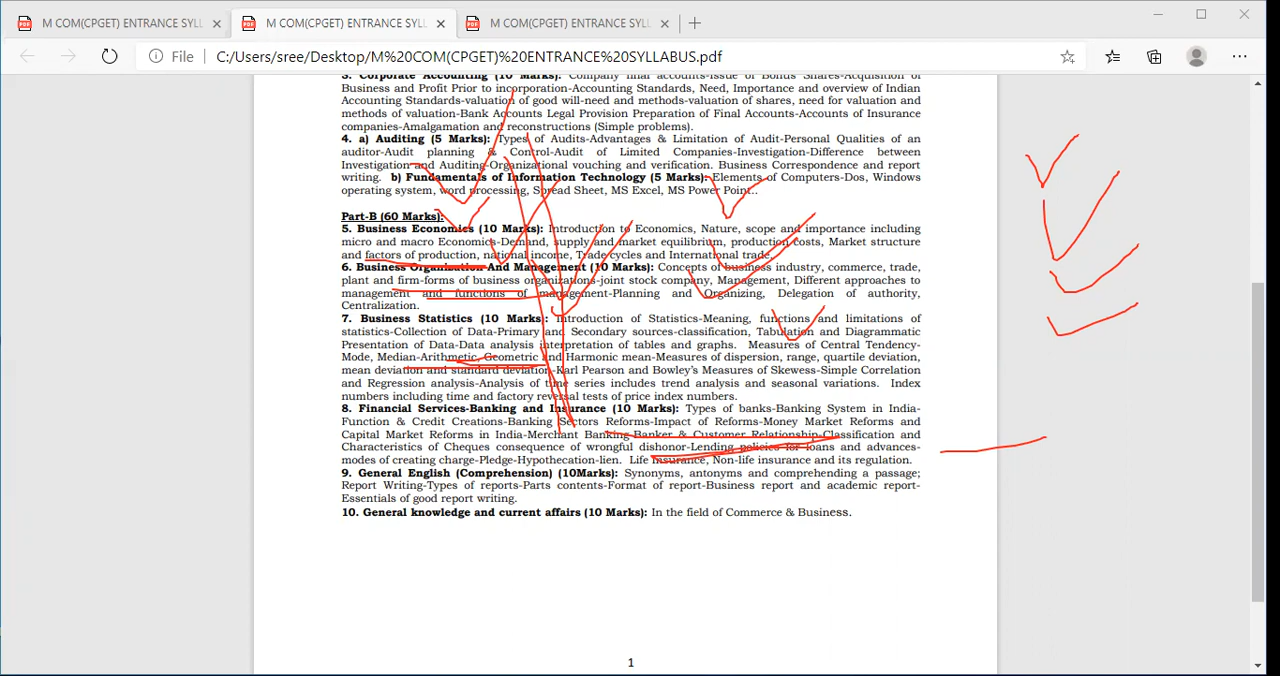 M COM(CPGET) ENTRANCE SYLL
M COM(CPGET) ENTRANCE SYLL
M COM(CPGET) ENTRANCE SYLL
File
C:/Users/sree/Desktop/M%20COM(CPGET)%20ENTRANCE%20SYLLABUS.pdf
3. Corporate Accounting (10 Marks): Company final accounts-Issue of Bonus Shares-Acquisition of
Business and Profit Prior to incorporation-Accounting Standards, Need, Importance and overview of Indian
Accounting Standards-valuation of good will-need and methods-valuation of shares, need for valuation and
methods of valuation-Bank Accounts Legal Provision Preparation of Final Accounts-Accounts of Insurance
companies-Amalgamation and reconstructions (Simple problems).
4. a) Auditing (5 Marks): Types of Audits-Advantages & Limitation of Audit-Personal Qualities of an
auditor-Audit planning & Control-Audit of Limited Companies-Investigation-Difference between
Investigation-and Auditing-Organizational vouching and verification. Business Correspondence and report
writing. b) Fundamentals of Information Technology (5 Marks): Elements of Computers-Dos, Windows
operating system, word processing, Spread Sheet, MS Excel, MS Power Point..
Part-B (60 Marks):
5. Business Economics (10 Marks): Introduction to Economics, Nature, scope and importance including
micro and macro Economics-Demand, supply and market equilibrium, production costs, Market structure
and factors of production, national income, Trade cycles and International trade,
6. Business Organization And Management (10 Marks): Concepts of business industry, commerce, trade,
plant and firm-forms of business organizations-joint stock company, Management, Different approaches to
management and functions of management-Planning and Organizing, Delegation of authority,
Centralization.
7. Business Statistics (10 Marks): Introduction of Statistics-Meaning, functions and limitations of
statistics-Collection of Data-Primary and Secondary sources-classification, Tabulation and Diagrammatic
Presentation of Data-Data analysis interpretation of tables and graphs. Measures of Central Tendency-
Mode, Median-Arithmetic, Geometric and Harmonic mean-Measures of dispersion, range, quartile deviation,
mean deviation and standard deviation-Karl Pearson and Bowley's Measures of Skewess-Simple Correlation
and Regression analysis-Analysis of time series includes trend analysis and seasonal variations. Index
numbers including time and factory reversal tests of price index numbers.
8. Financial Services-Banking and Insurance (10 Marks): Types of banks-Banking System in India-
Function & Credit Creations-Banking Sectors Reforms-Impact of Reforms-Money Market Reforms and
Capital Market Reforms in India-Merchant Banking-Banker & Customer Relationship-Classification and
Characteristics of Cheques consequence of wrongful dishonor-Lending policies for loans and advances-
modes of creating charge-Pledge-Hypothecation-lien. Life Insurance, Non-life insurance and its regulation.
9. General English (Comprehension) (10Marks): Synonyms, antonyms and comprehending a passage;
Report Writing-Types of reports-Parts contents-Format of report-Business report and academic report-
Essentials of good report writing.
10. General knowledge and current affairs (10 Marks): In the field of Commerce & Business.
1